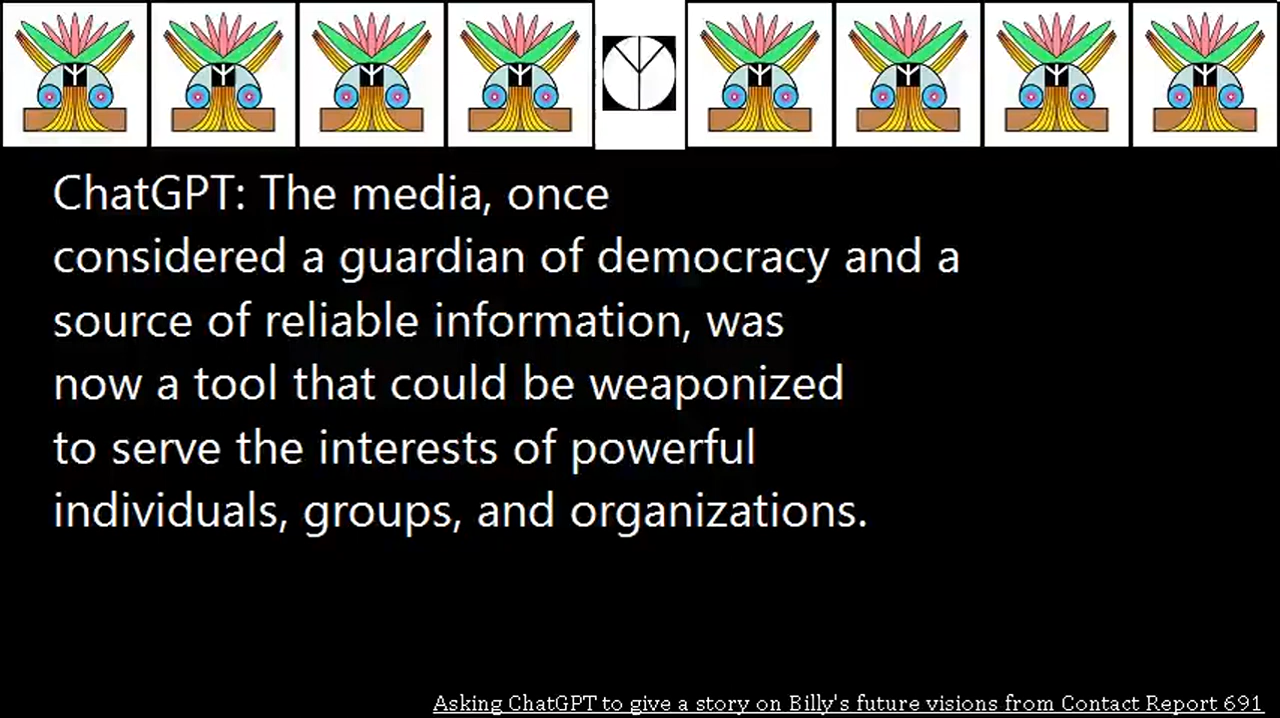 ChatGPT: The media, once
considered a guardian of democracy and a
source of reliable information, was
now a tool that could be weaponized
to serve the interests of powerful
individuals, groups, and organizations.
Asking ChatGPT to give a story on Billy's future visions from Contact Report 691